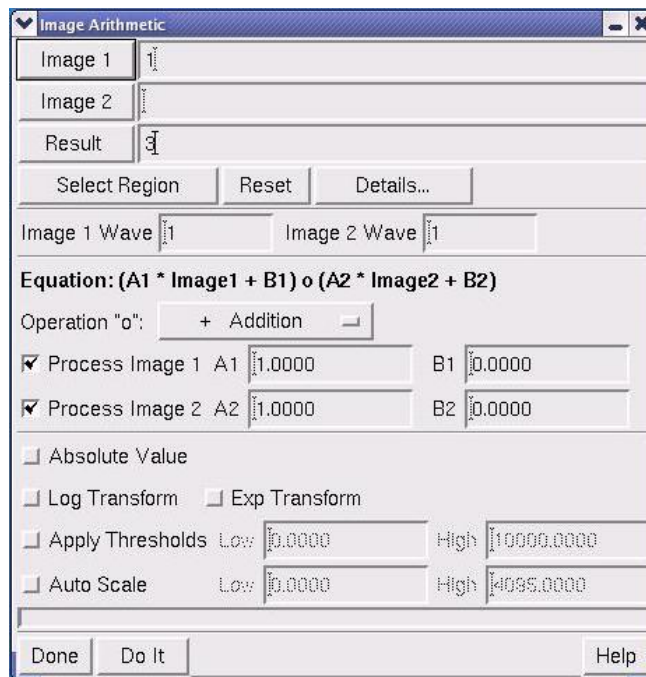 Image Arithmetic
Image 1 1
Image 2
Result 3
Select Region Reset Details...
Image 1 Wave 1 Image 2 Wave 1
Equation: (A1 * Image1 + B1) o (A2 * Image2 + B2)
Operation "o": + Addition
Process Image 1 A1 1.0000 B1 0.0000
Process Image 2 A2 1.0000 B2 0.0000
Absolute Value
Log Transform Exp Transform
Apply Thresholds Low 0.0000 High 10000.0000
Auto Scale Low 0.0000 High 4095.0000
Done Do It Help